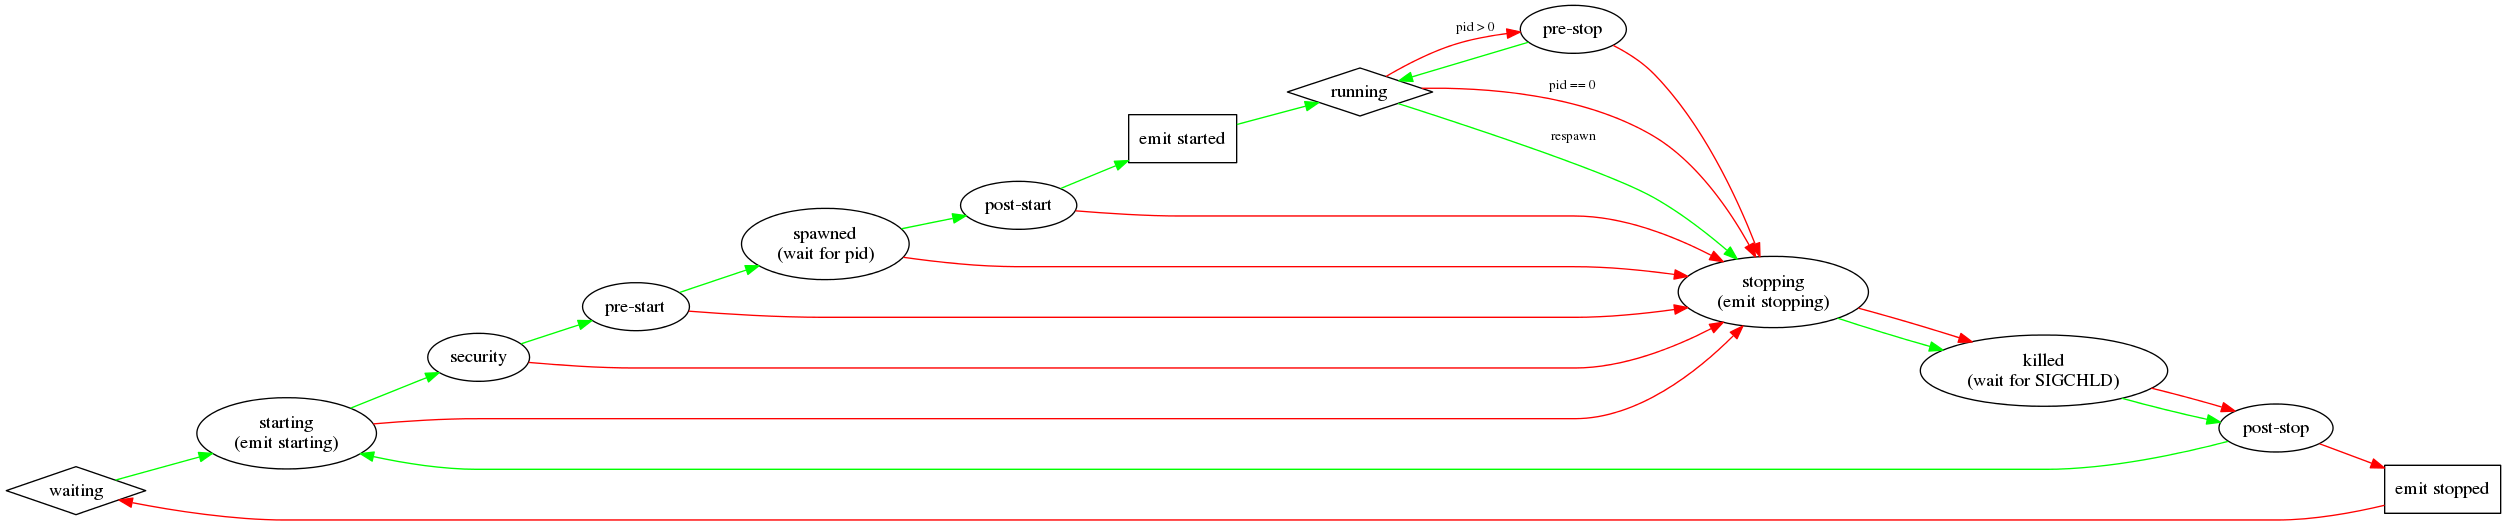 pid > 0
pre-stop
running
pid == 0
respawn
emit started
post-start
spawned
(wait for pid)
pre-start
security
starting
(emit starting)
waiting
stopping
(emit stopping)
killed
(wait for SIGCHLD)
post-stop
emit stopped